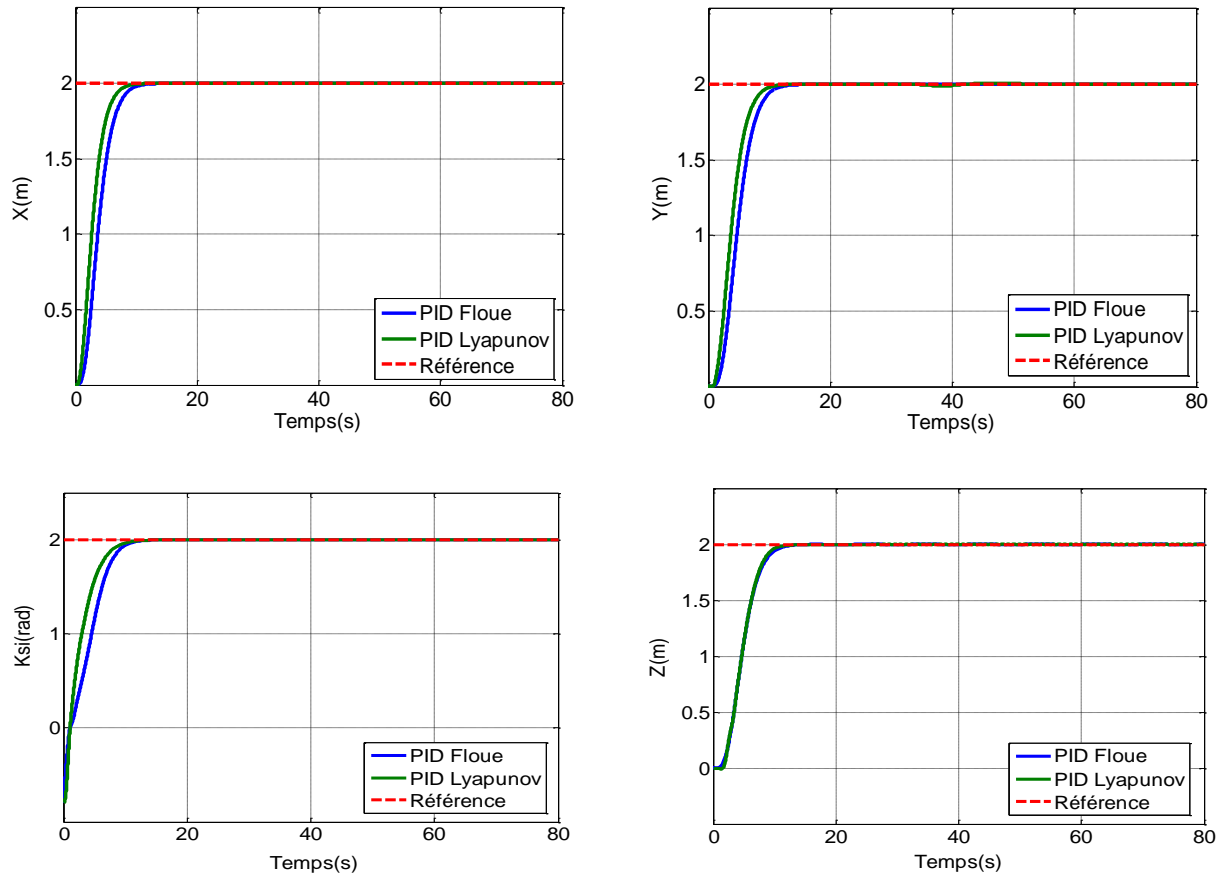 X(m)
2
1.5
1
0.5
0 20 40 60 80
Temps(s)
PID Floue
PID Lyapunov
Référence
Y(m)
2
1.5
1
0.5
0 20 40 60 80
Temps(s)
PID Floue
PID Lyapunov
Référence
Ksi(rad)
2
1
0
0 20 40 60 80
Temps(s)
PID Floue
PID Lyapunov
Référence
Z(m)
2
1.5
1
0.5
0
0 20 40 60 80
Temps(s)
PID Floue
PID Lyapunov
Référence